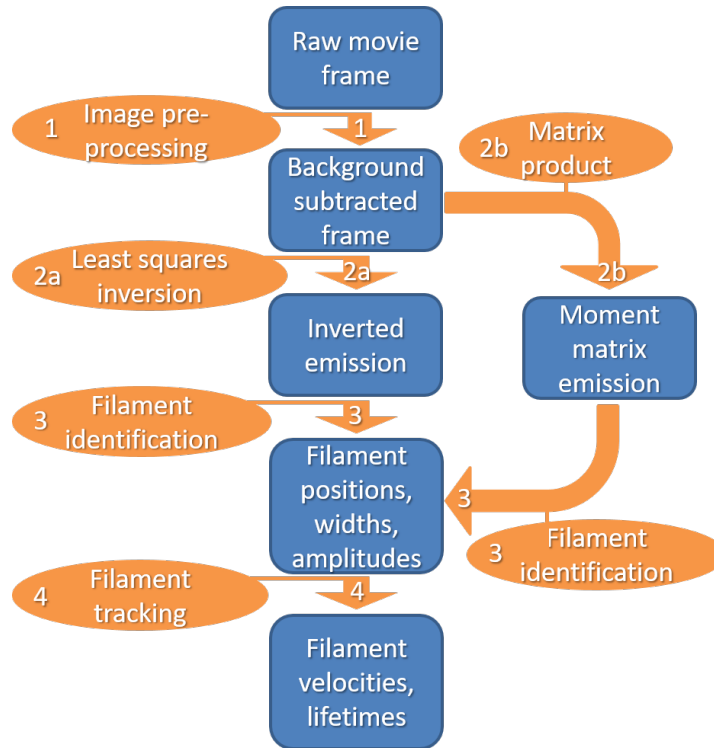 Raw movie
frame
1 Image pre-
processing
1
2b Matrix
product
Background
subtracted
frame
2a Least squares
inversion
2a
2b
Inverted
emission
Moment
matrix
emission
3 Filament
identification
3
Filament
positions,
widths,
amplitudes
3
3 Filament
identification
4 Filament
tracking
4
Filament
velocities,
lifetimes